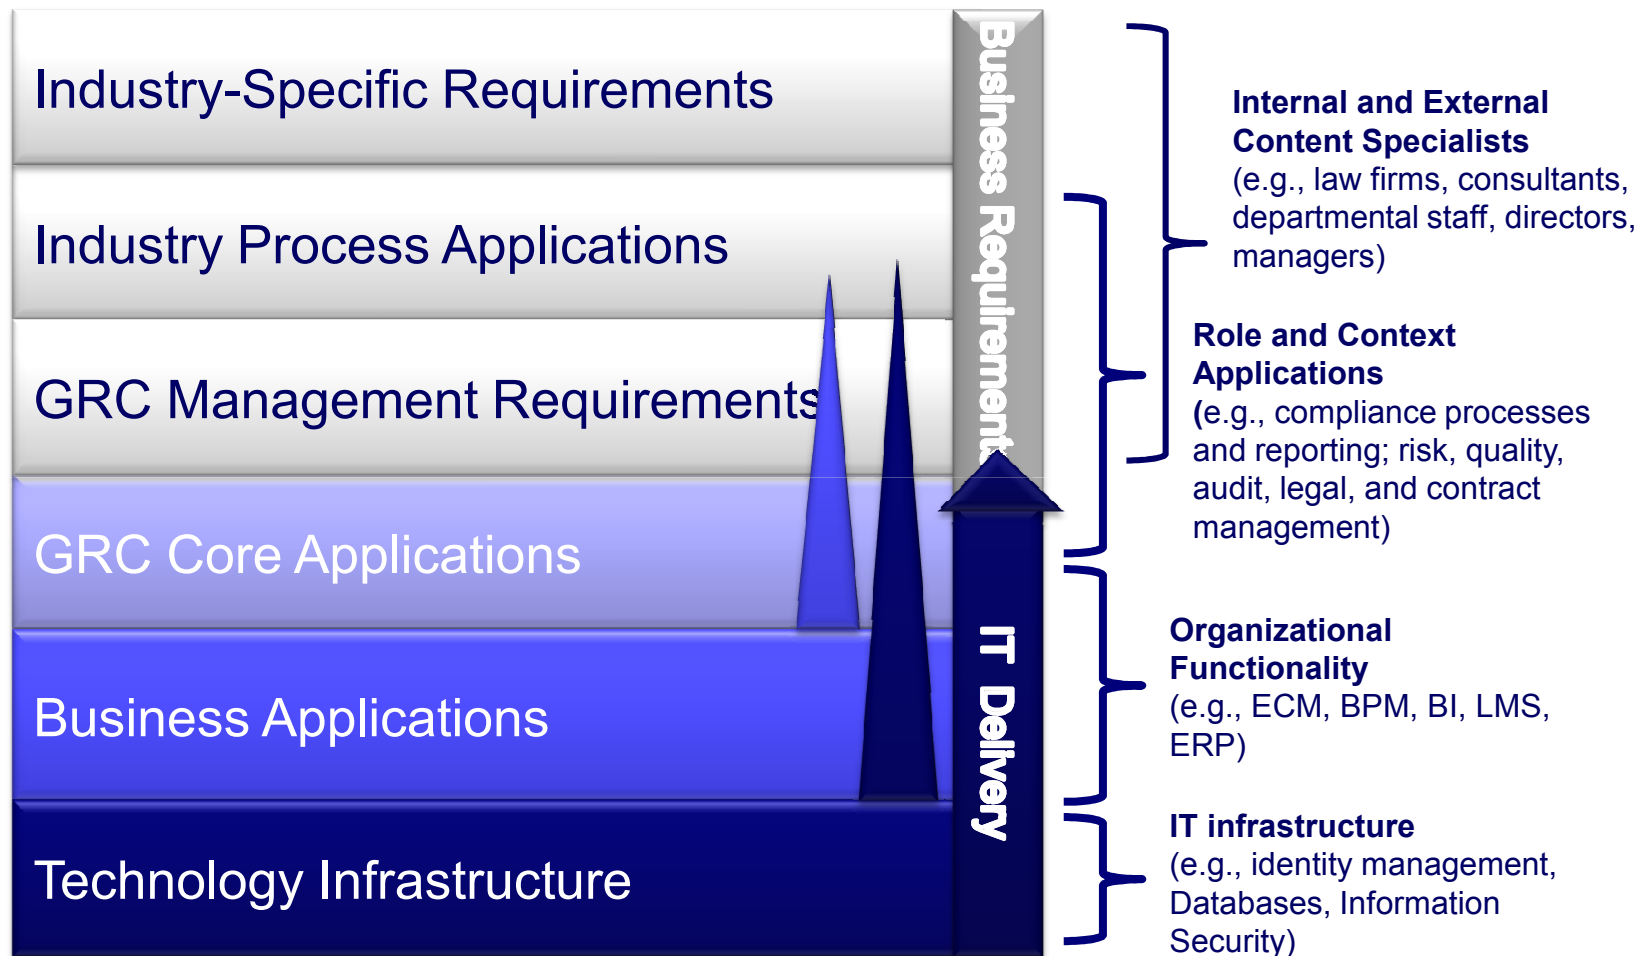 Industry-Specific Requirements
Industry Process Applications
GRC Management Requirements
GRC Core Applications
Business Applications
Technology Infrastructure
Business Requirements
IT Delivery
Internal and External
Content Specialists
(e.g., law firms, consultants,
departmental staff, directors,
managers)
Role and Context
Applications
(e.g., compliance processes
and reporting; risk, quality,
audit, legal, and contract
management)
Organizational
Functionality
(e.g., ECM, BPM, BI, LMS,
ERP)
IT infrastructure
(e.g., identity management,
Databases, Information
Security)